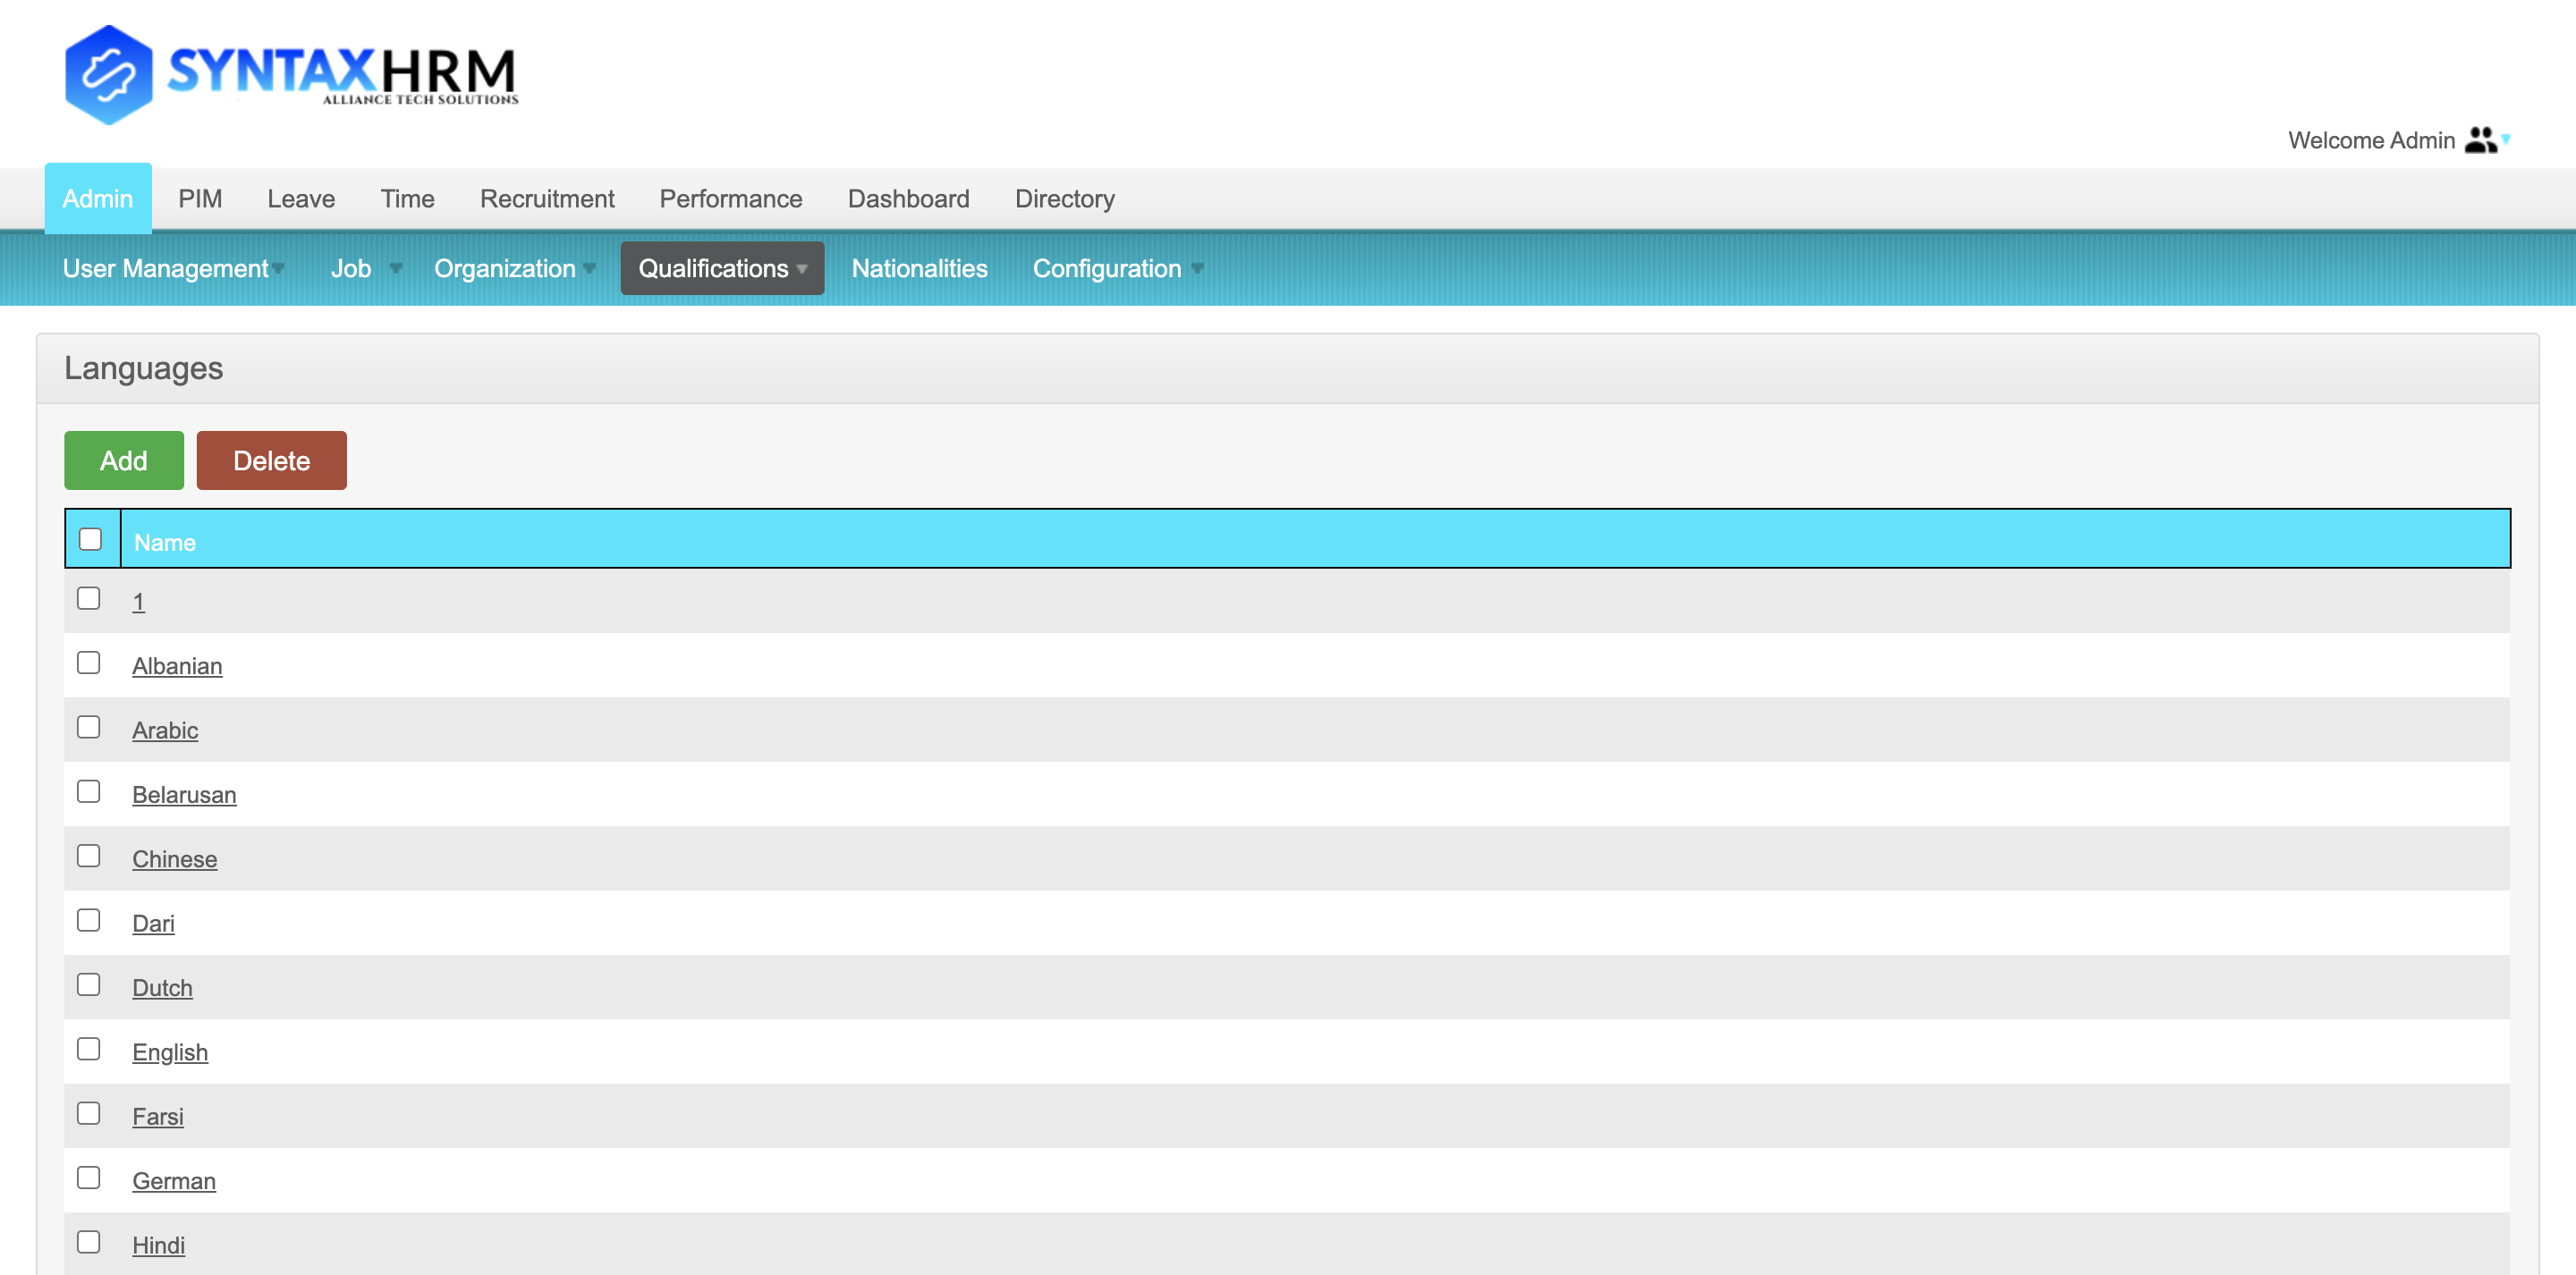 SYNTAXHRM
ALLIANCE TECH SOLUTIONS
Welcome Admin
Admin PIM Leave Time Recruitment Performance Dashboard Directory
User Management Job Organization Qualifications Nationalities Configuration
Languages
Add Delete
Name
1
Albanian
Arabic
Belarusan
Chinese
Dari
Dutch
English
Farsi
German
Hindi